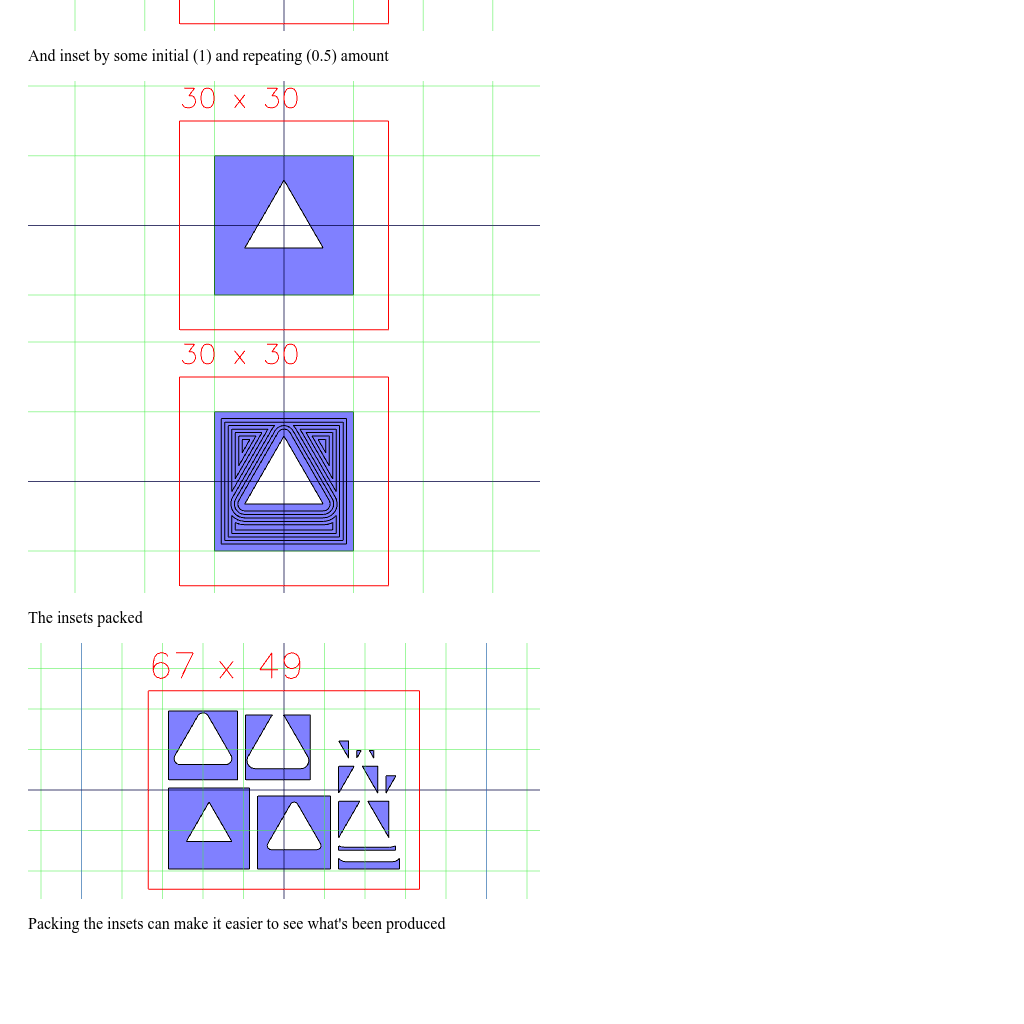 And inset by some initial (1) and repeating (0.5) amount
30 x 30
30 x 30
The insets packed
67 x 49
Packing the insets can make it easier to see what's been produced